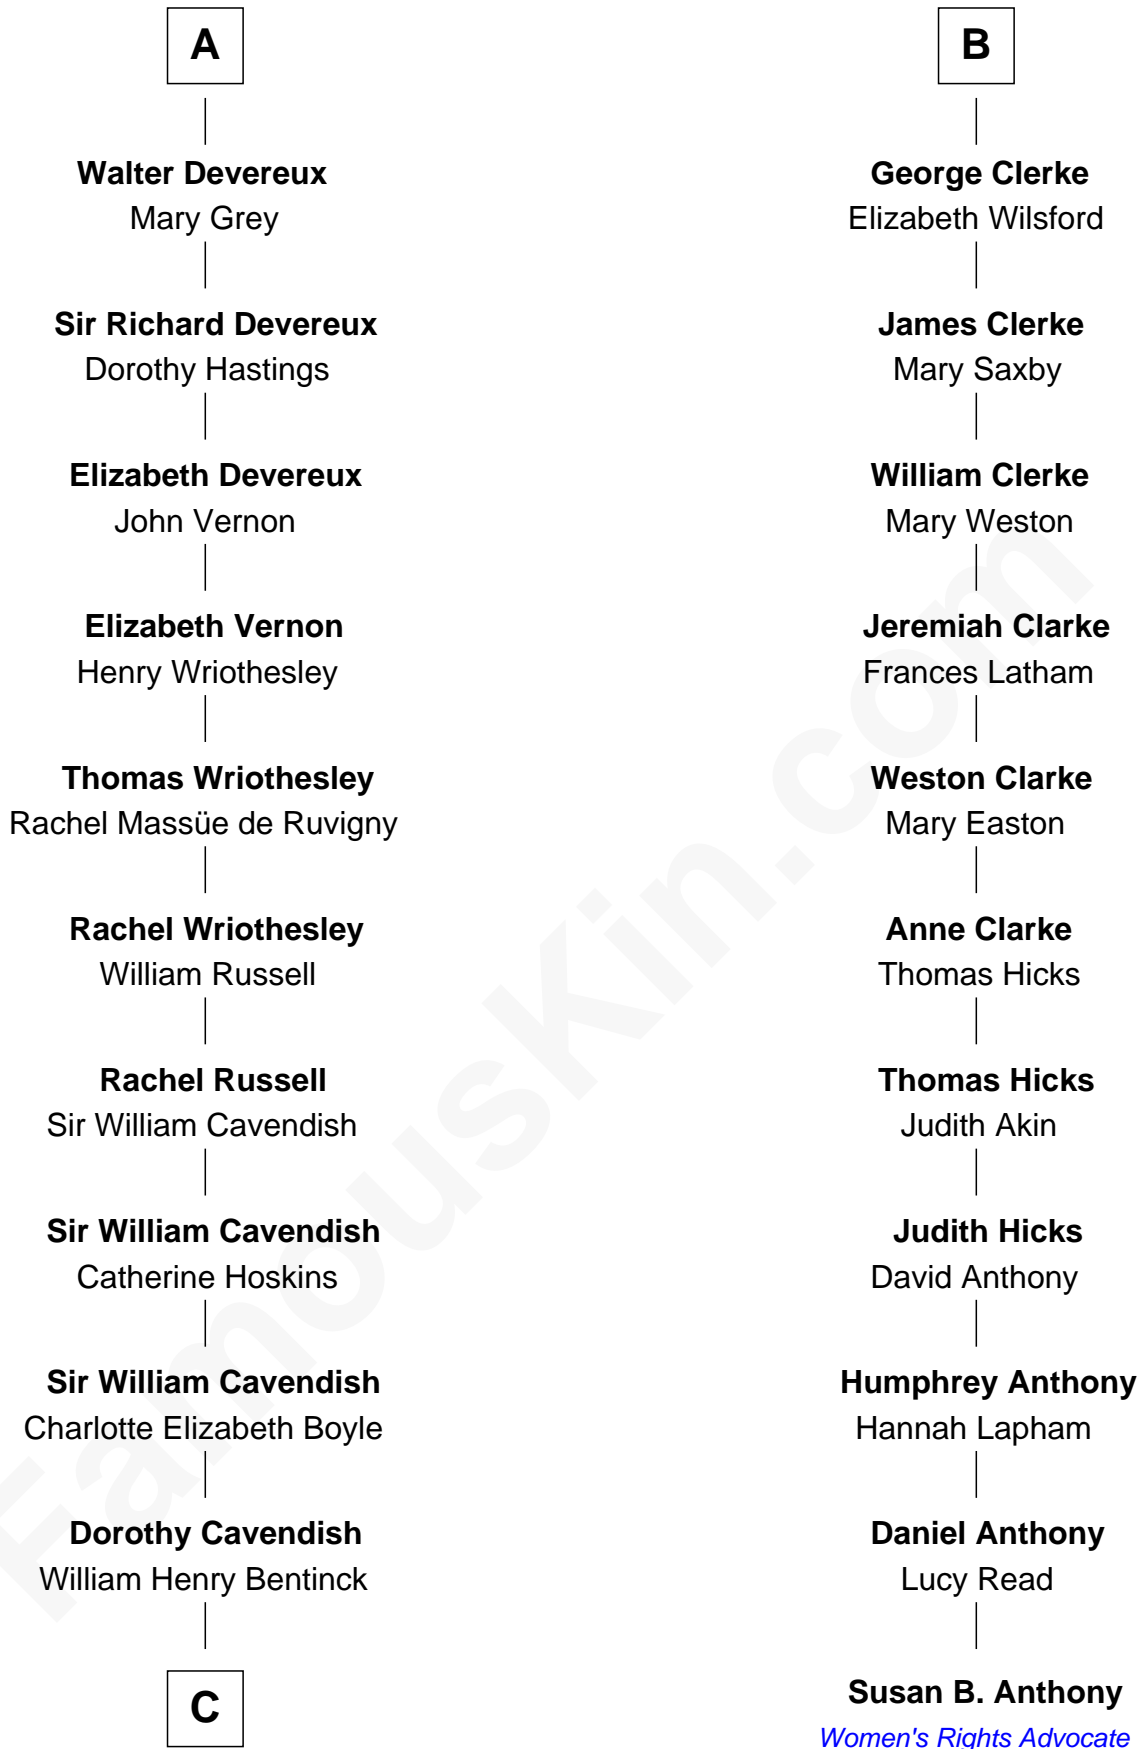 A
Walter Devereux
Mary Grey
Sir Richard Devereux
Dorothy Hastings
Elizabeth Devereux
John Vernon
Elizabeth Vernon
Henry Wriothesley
Thomas Wriothesley
Rachel Massüe de Ruvigny
Rachel Wriothesley
William Russell
Rachel Russell
Sir William Cavendish
Sir William Cavendish
Catherine Hoskins
Sir William Cavendish
Charlotte Elizabeth Boyle
Dorothy Cavendish
William Henry Bentinck
C
B
George Clerke
Elizabeth Wilsford
James Clerke
Mary Saxby
William Clerke
Mary Weston
Jeremiah Clarke
Frances Latham
Weston Clarke
Mary Easton
Anne Clarke
Thomas Hicks
Thomas Hicks
Judith Akin
Judith Hicks
David Anthony
Humphrey Anthony
Hannah Lapham
Daniel Anthony
Lucy Read
Susan B. Anthony
Women's Rights Advocate
FamousKin.com